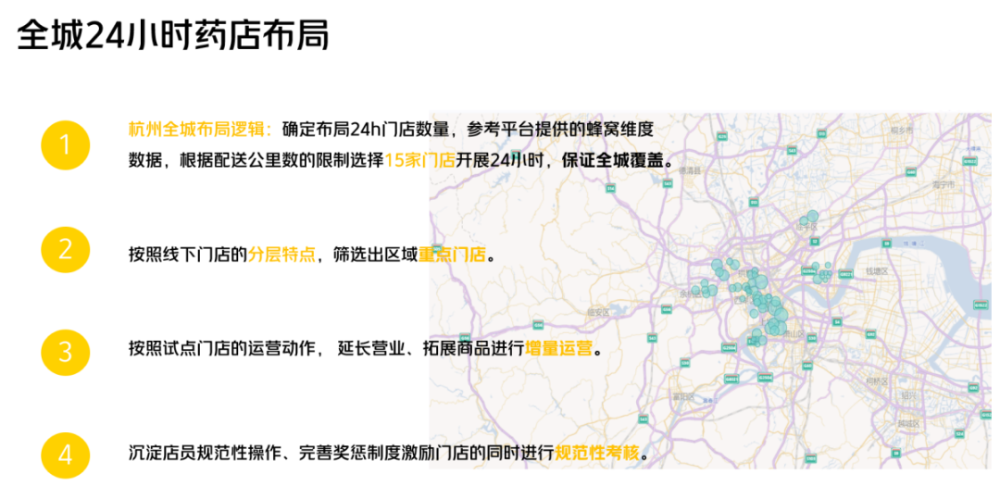 全城24小时药店布局
1
杭州全城布局逻辑：确定布局24h门店数量，参考平台提供的蜂窝维度
数据，根据配送公里数的限制选择15家门店开展24小时，保证全城覆盖。
2
按照线下门店的分层特点，筛选出区域重点门店。
3
按照试点门店的运营动作， 延长营业、拓展商品进行增量运营。
4
沉淀店员规范性操作、完善奖惩制度激励门店的同时进行规范性考核。
桐乡市
德清县
海宁市
钱塘区
临安区
富阳区
柯桥区
绍兴
越城区